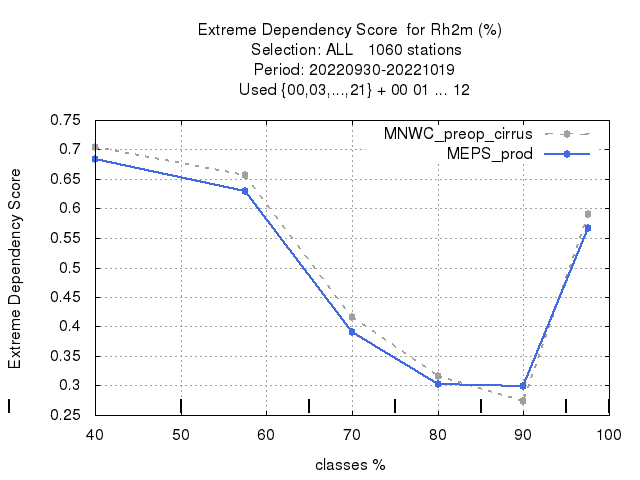 Extreme Dependency Score  for Rh2m (%)
Selection: ALL   1060 stations
Period: 20220930-20221019
Used {00,03,...,21} + 00 01 ... 12
MNWC_preop_cirrus
MEPS_prod
Extreme Dependency Score
0.75
0.7
0.65
0.6
0.55
0.5
0.45
0.4
0.35
0.3
0.25
40 50 60 70 80 90 100
classes %